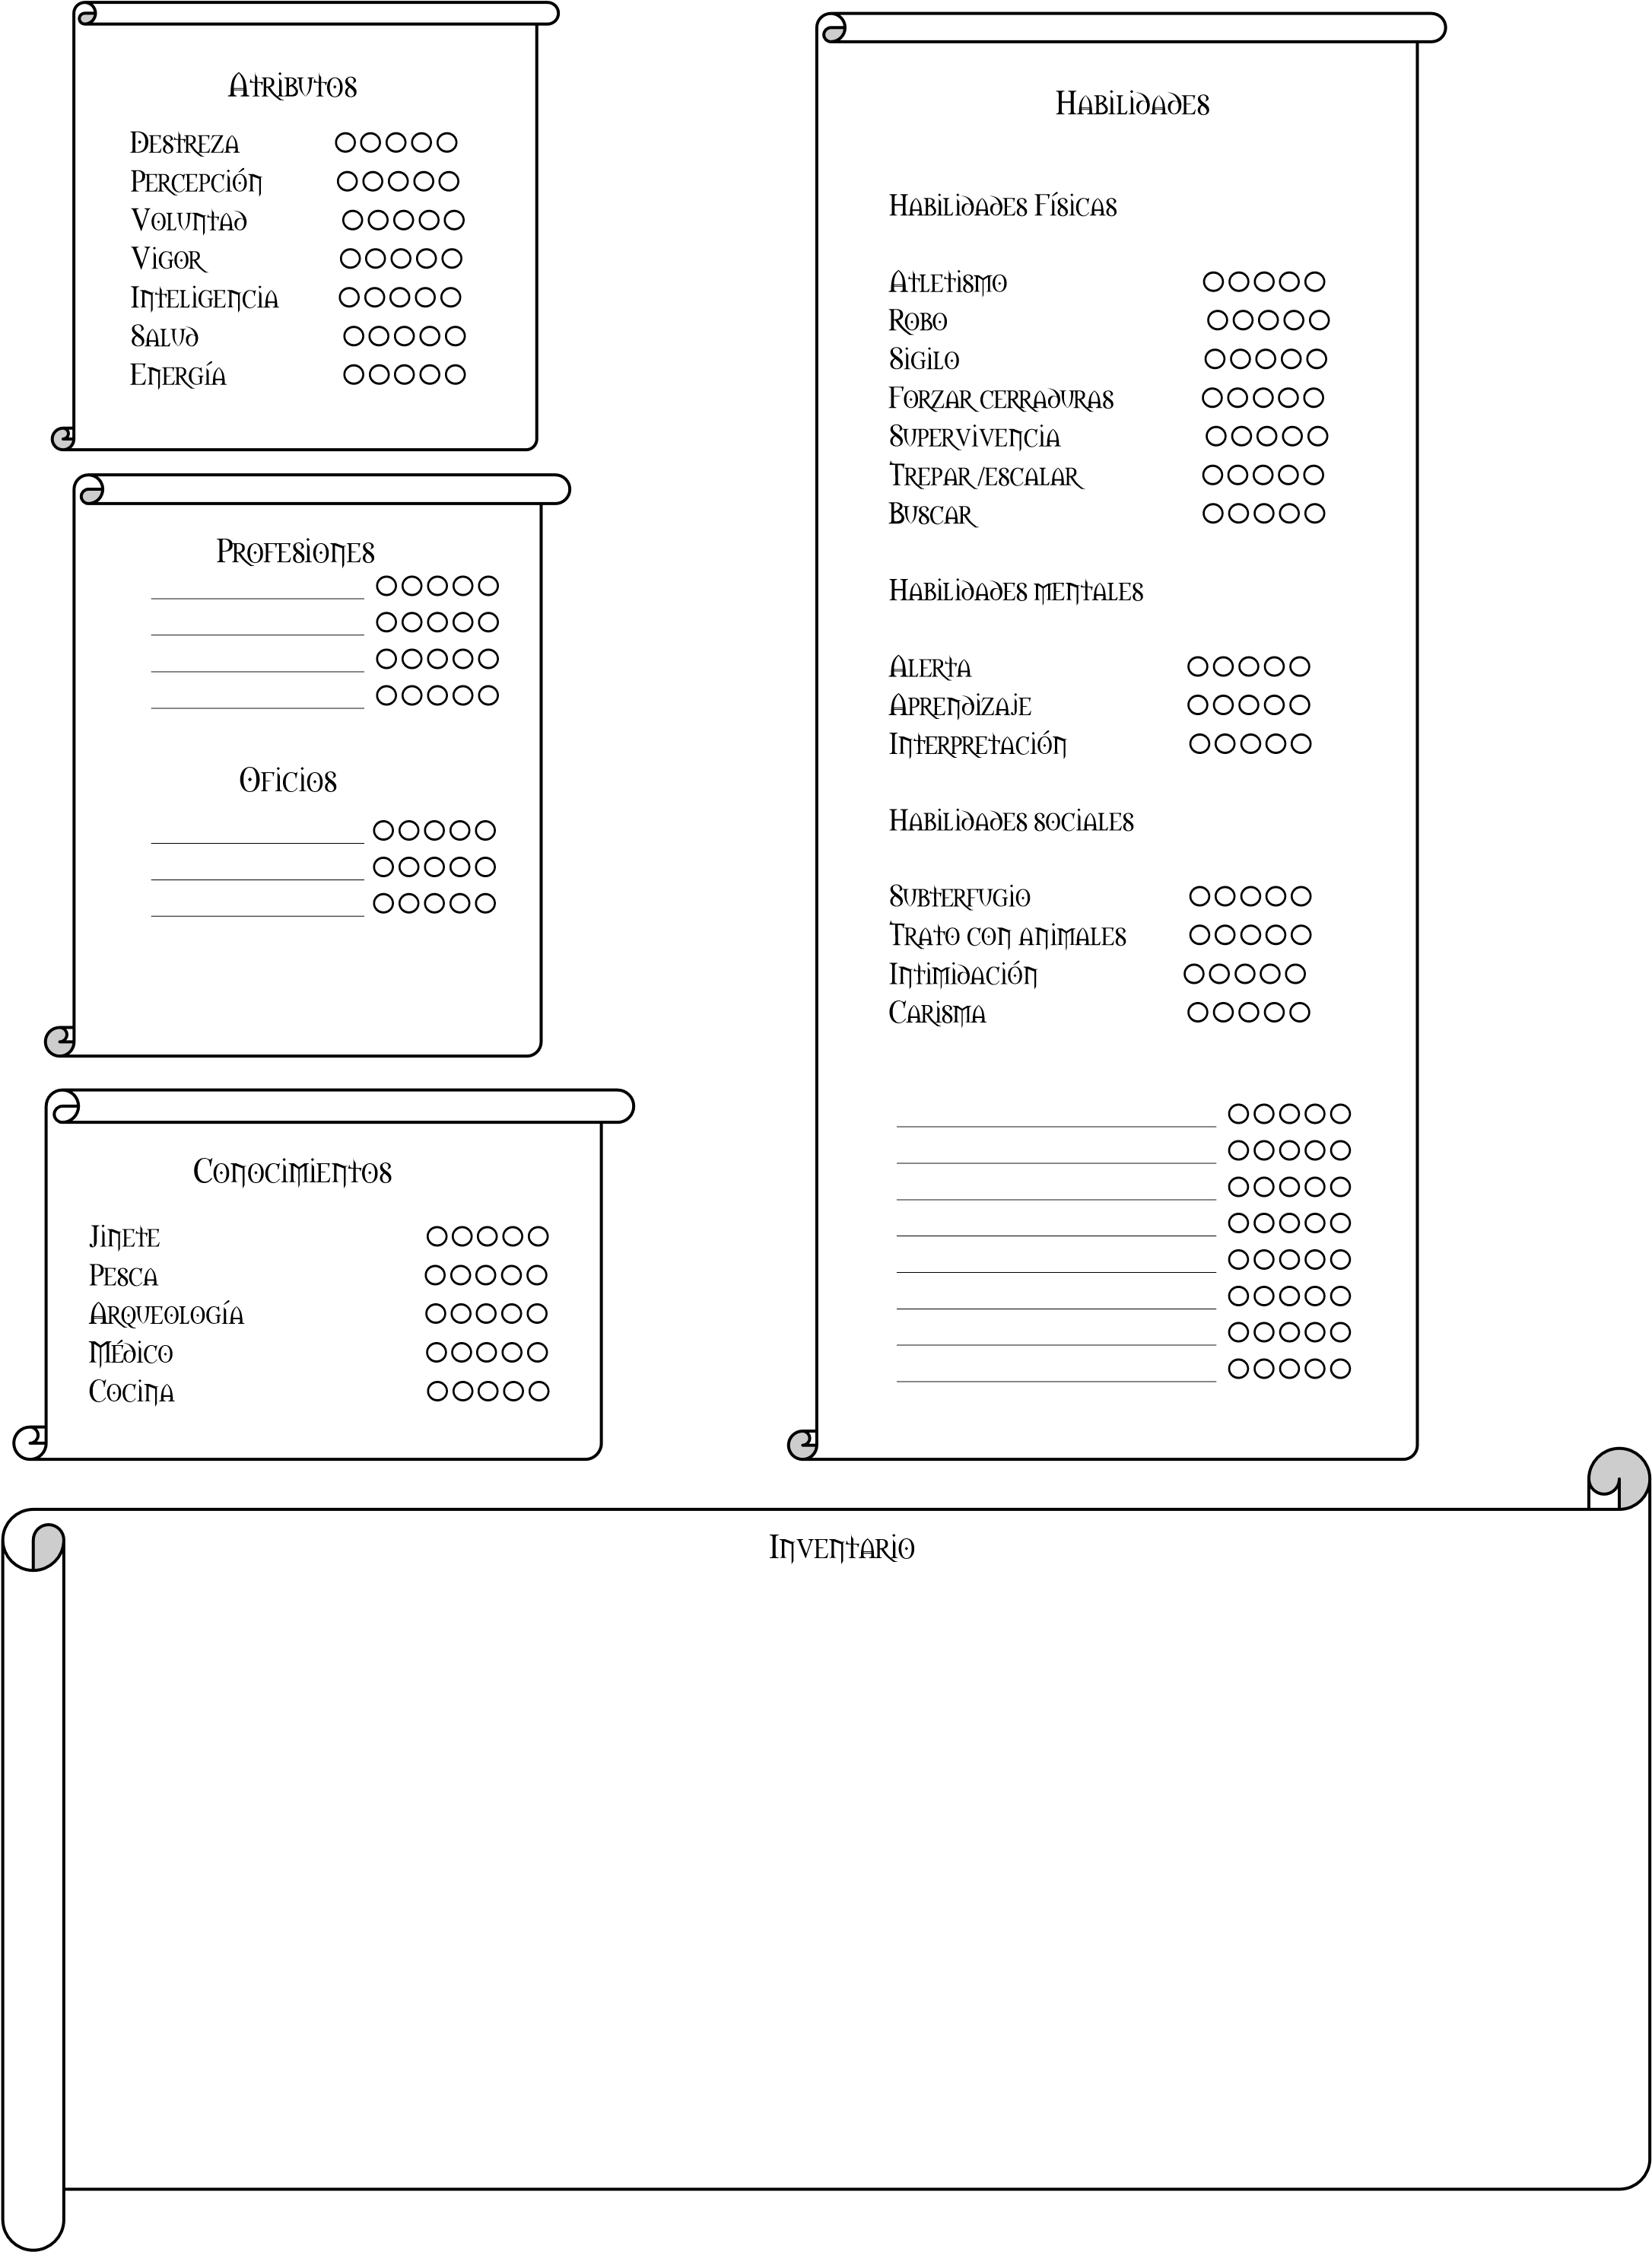 Atributos
Destreza
Percepción
Voluntad
Vigor
Inteligencia
Salud
Energía
Profesiones
Oficios
Conocimientos
Jinete
Pesca
Arqueología
Médico
Cocina
Habilidades
Habilidades Físicas
Atletismo
Robo
Sigilo
Forzar cerraduras
Supervivencia
Trepar/escalar
Buscar
Habilidades mentales
Alerta
Aprendizaje
Interpretación
Habilidades sociales
Subterfugio
Trato con animales
Intimidación
Carisma
Inventario